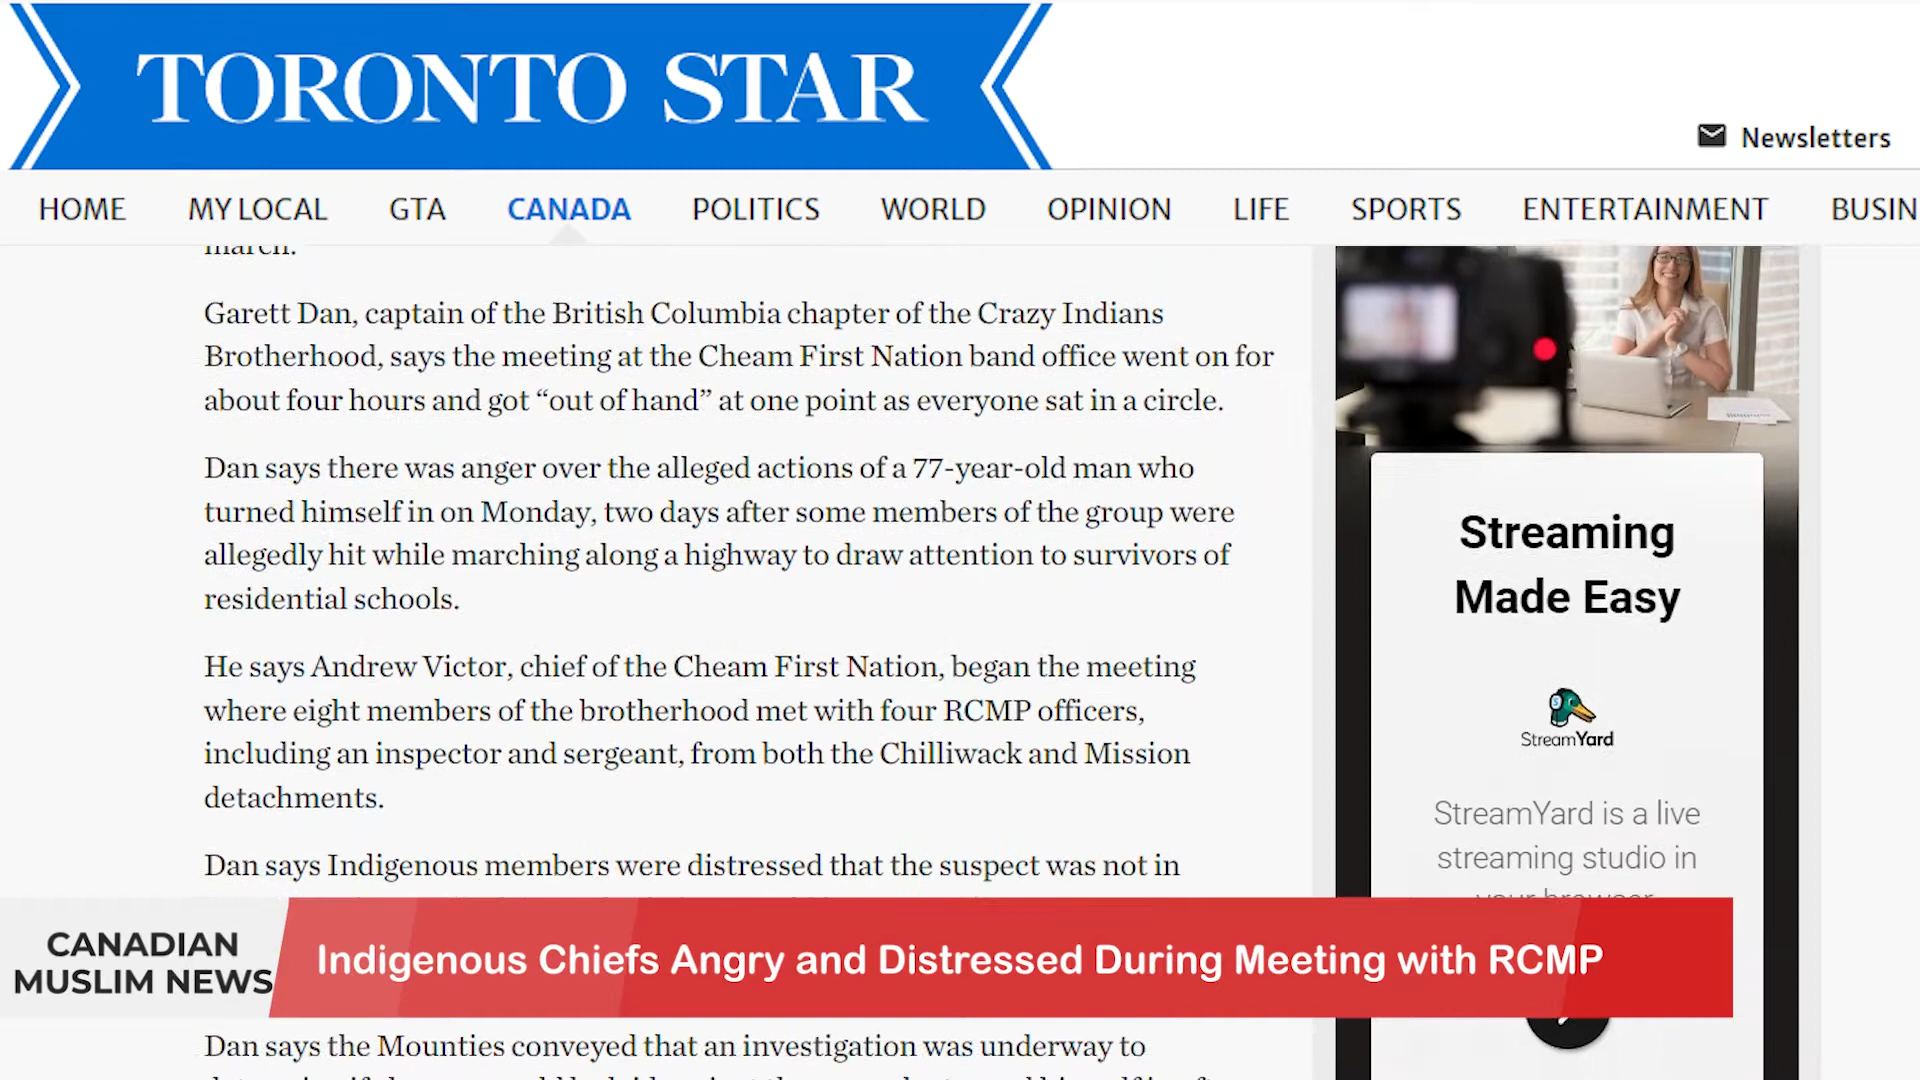 TORONTO STAR
Newsletters
HOME MY LOCAL GTA CANADA POLITICS WORLD OPINION LIFE SPORTS ENTERTAINMENT BUSIN
march.
Garett Dan, captain of the British Columbia chapter of the Crazy Indians
Brotherhood, says the meeting at the Cheam First Nation band office went on for
about four hours and got “out of hand” at one point as everyone sat in a circle.
Dan says there was anger over the alleged actions of a 77-year-old man who
turned himself in on Monday, two days after some members of the group were
allegedly hit while marching along a highway to draw attention to survivors of
residential schools.
He says Andrew Victor, chief of the Cheam First Nation, began the meeting
where eight members of the brotherhood met with four RCMP officers,
including an inspector and sergeant, from both the Chilliwack and Mission
detachments.
Dan says Indigenous members were distressed that the suspect was not in
Dan says the Mounties conveyed that an investigation was underway to
Streaming
Made Easy
StreamYard
StreamYard is a live
streaming studio in
your browser
CANADIAN
MUSLIM NEWS
Indigenous Chiefs Angry and Distressed During Meeting with RCMP